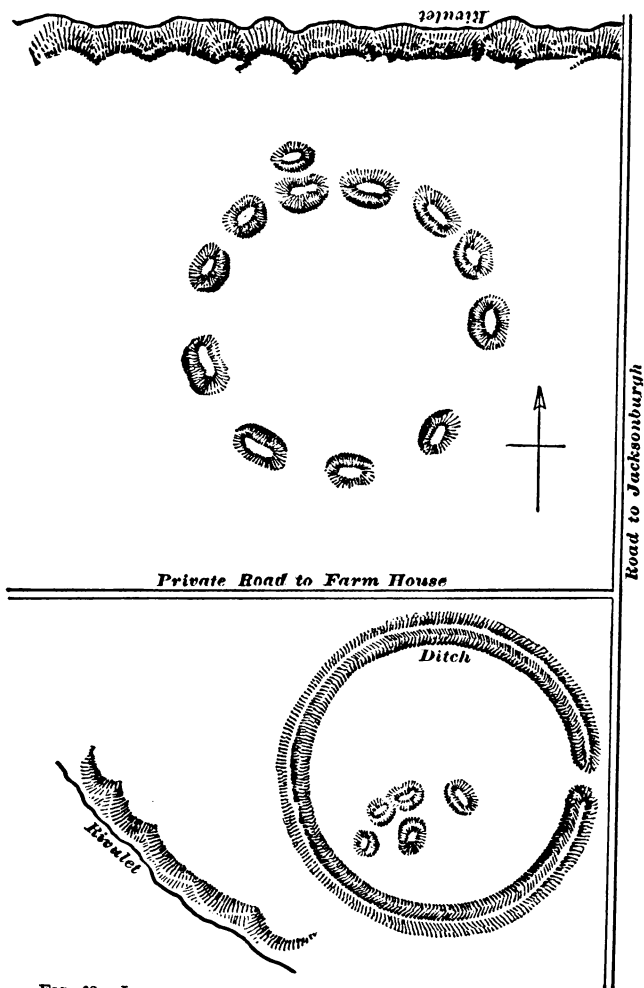 Rivulet
Road to Jacksonburgh
Private Road to Farm House
Ditch
Rivulet